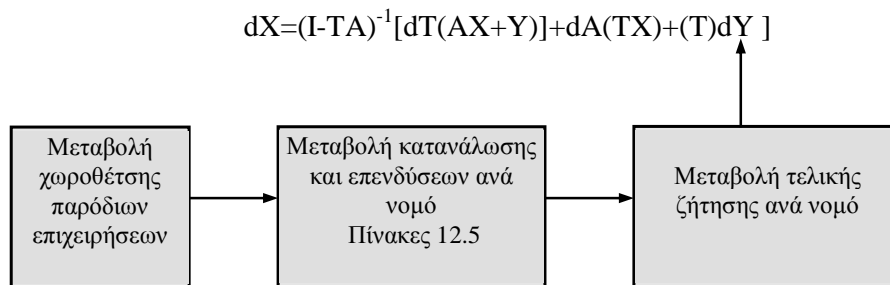 dX=(I-TA)-1[dT(AX+Y)]+dA(TX)+(T)dY ]
Μεταβολή
χωροθέτσης
παρόδιων
επιχειρήσεων
Μεταβολή κατανάλωσης
και επενδύσεων ανά
νομό
Πίνακες 12.5
Μεταβολή τελικής
ζήτησης ανά νομό